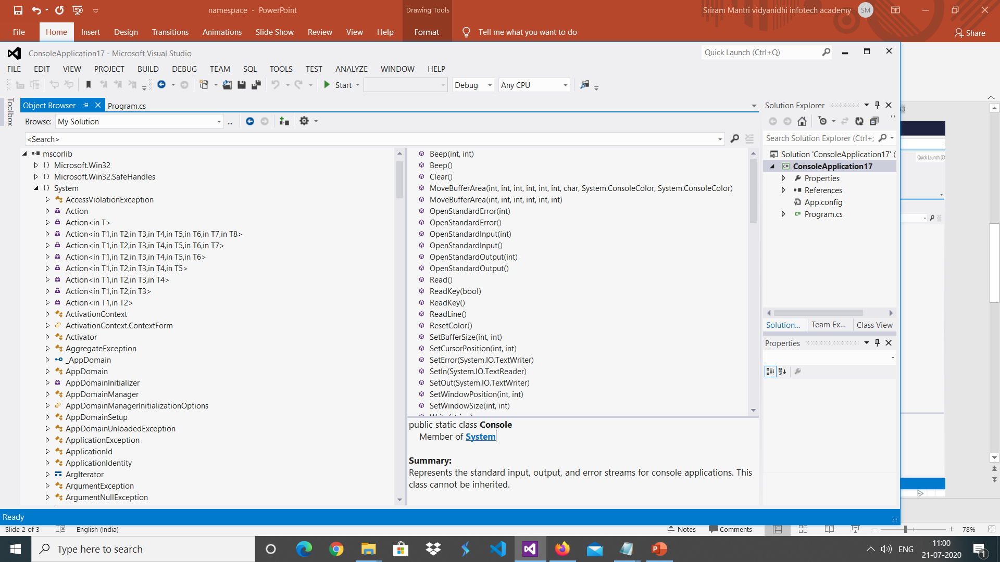 namespace - PowerPoint
Drawing Tools
Sriram Mantri vidyanidhi infotech academy
SM
File
Home
Insert
Design
Transitions
Animations
Slide Show
Review
View
Help
Format
Tell me what you want to do
Share
ConsoleApplication17 - Microsoft Visual Studio
Quick Launch (Ctrl+Q)
FILE
EDIT
VIEW
PROJECT
BUILD
DEBUG
TEAM
SQL
TOOLS
TEST
ANALYZE
WINDOW
HELP
Start
Debug
Any CPU
Toolbox
Object Browser
Program.cs
Browse:
My Solution
...
<Search>
mscorlib
Microsoft.Win32
Microsoft.Win32.SafeHandles
System
AccessViolationException
Action
Action<in T>
Action<in T1,in T2,in T3,in T4,in T5,in T6,in T7,in T8>
Action<in T1,in T2,in T3,in T4,in T5,in T6,in T7>
Action<in T1,in T2,in T3,in T4,in T5,in T6>
Action<in T1,in T2,in T3,in T4,in T5>
Action<in T1,in T2,in T3,in T4>
Action<in T1,in T2,in T3>
Action<in T1,in T2>
ActivationContext
ActivationContext.ContextForm
Activator
AggregateException
_AppDomain
AppDomain
AppDomainInitializer
AppDomainManager
AppDomainManagerInitializationOptions
AppDomainSetup
AppDomainUnloadedException
ApplicationException
ApplicationId
ApplicationIdentity
ArgIterator
ArgumentException
ArgumentNullException
Beep(int, int)
Beep()
Clear()
MoveBufferArea(int, int, int, int, int, int, char, System.ConsoleColor, System.ConsoleColor)
MoveBufferArea(int, int, int, int, int, int)
OpenStandardError(int)
OpenStandardError()
OpenStandardInput(int)
OpenStandardInput()
OpenStandardOutput(int)
OpenStandardOutput()
Read()
ReadKey(bool)
ReadKey()
ReadLine()
ResetColor()
SetBufferSize(int, int)
SetCursorPosition(int, int)
SetError(System.IO.TextWriter)
SetIn(System.IO.TextReader)
SetOut(System.IO.TextWriter)
SetWindowPosition(int, int)
SetWindowSize(int, int)
public static class Console
Member of System
Summary:
Represents the standard input, output, and error streams for console applications. This
class cannot be inherited.
Solution Explorer
Search Solution Explorer (Ctrl+;
Solution 'ConsoleApplication17' (
ConsoleApplication17
Properties
References
App.config
Program.cs
Solution...
Team Ex...
Class View
Properties
Quick Launch (Ct
Ready
Slide 2 of 3
English (India)
Notes
Comments
78%
Type here to search
ENG
11:00
21-07-2020
1